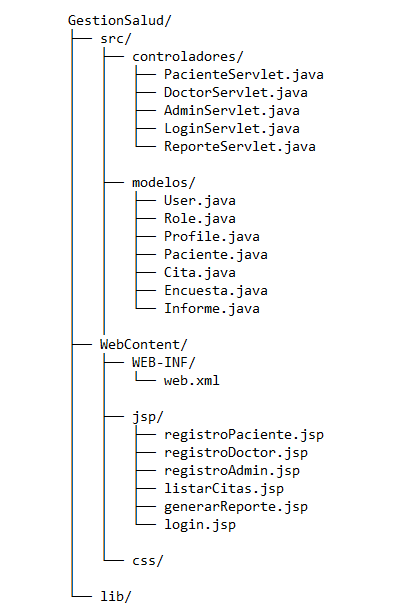 GestionSalud/
├── src/
│   ├── controladores/
│   │   ├── PacienteServlet.java
│   │   ├── DoctorServlet.java
│   │   ├── AdminServlet.java
│   │   ├── LoginServlet.java
│   │   └── ReporteServlet.java
│   ├── modelos/
│   │   ├── User.java
│   │   ├── Role.java
│   │   ├── Profile.java
│   │   ├── Paciente.java
│   │   ├── Cita.java
│   │   ├── Encuesta.java
│   │   └── Informe.java
├── WebContent/
│   ├── WEB-INF/
│   │   └── web.xml
│   ├── jsp/
│   │   ├── registroPaciente.jsp
│   │   ├── registroDoctor.jsp
│   │   ├── registroAdmin.jsp
│   │   ├── listarCitas.jsp
│   │   ├── generarReporte.jsp
│   │   └── login.jsp
│   └── css/
└── lib/